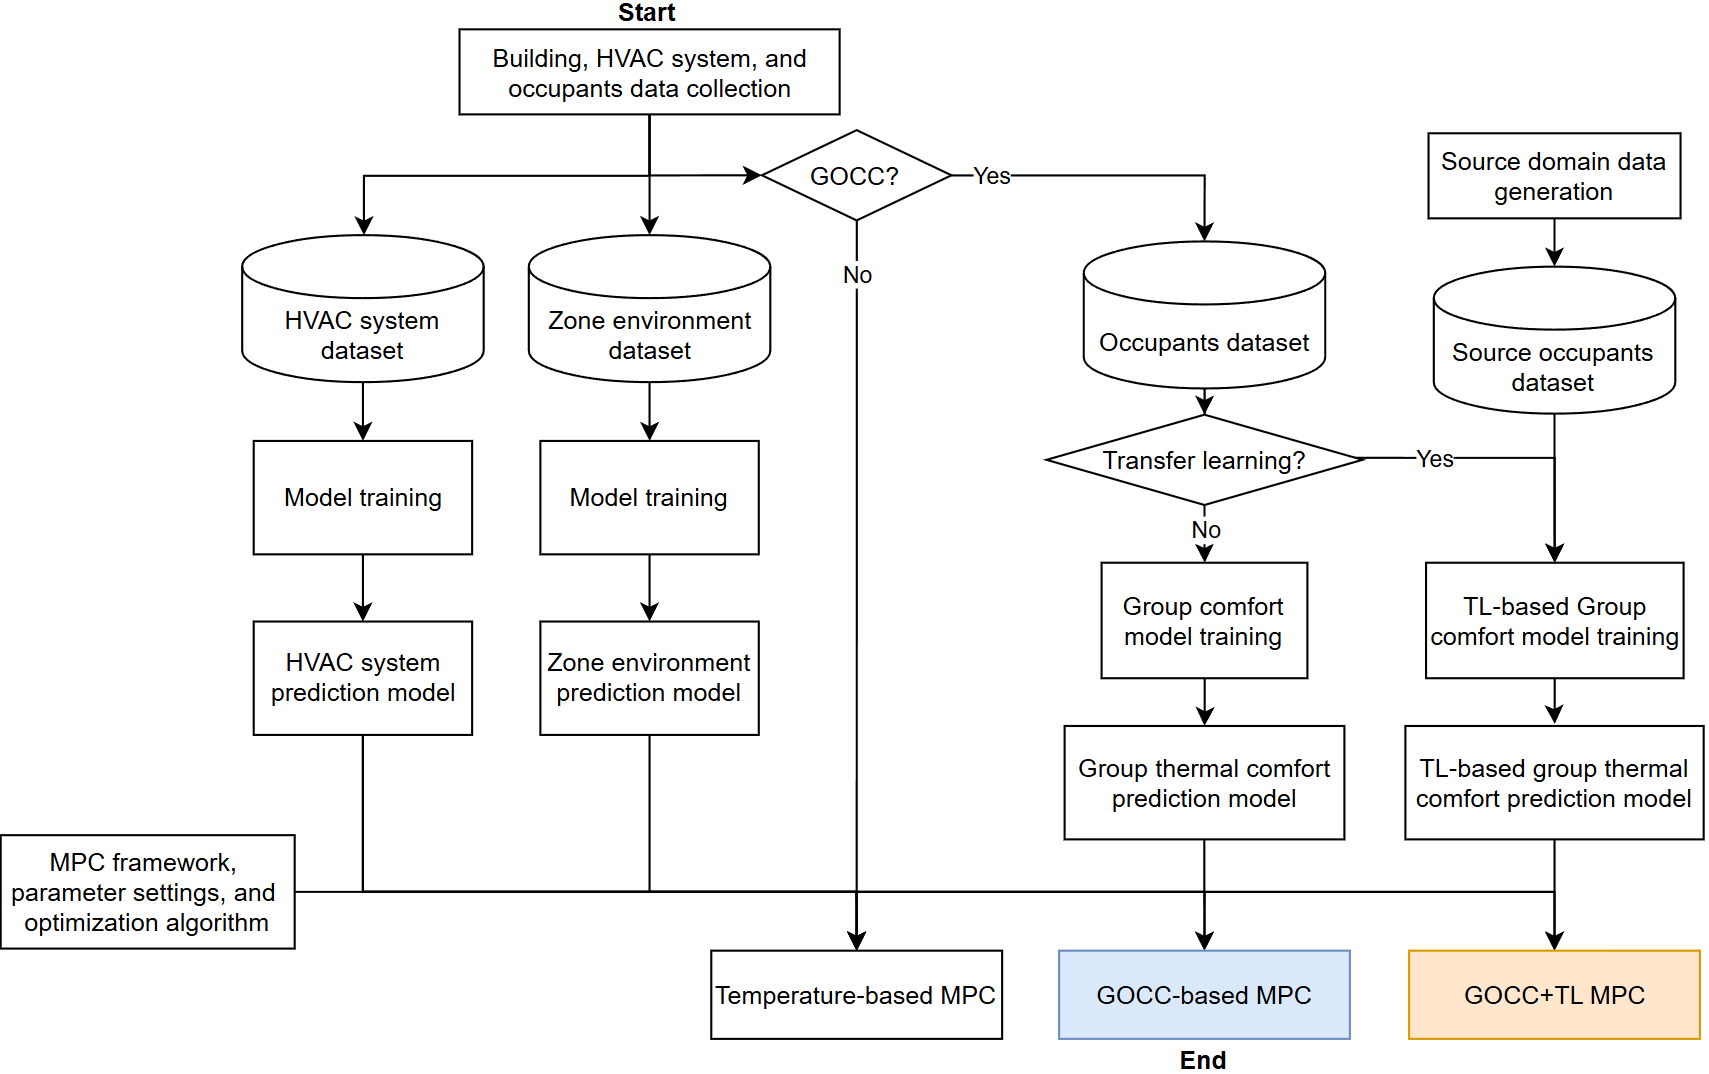 Start
Building, HVAC system, and
occupants data collection
GOCC?
Yes
No
Source domain data
generation
HVAC system
dataset
Zone environment
dataset
Occupants dataset
Source occupants
dataset
Transfer learning?
Yes
No
Model training
Model training
Group comfort
model training
TL-based Group
comfort model training
HVAC system
prediction model
Zone environment
prediction model
Group thermal comfort
prediction model
TL-based group thermal
comfort prediction model
MPC framework,
parameter settings, and
optimization algorithm
Temperature-based MPC
GOCC-based MPC
GOCC+TL MPC
End